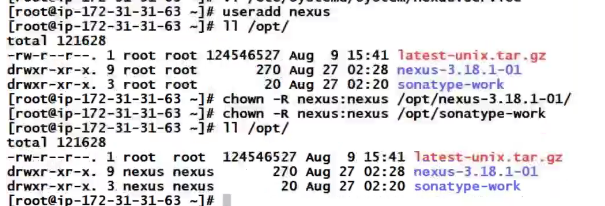 [root@ip-172-31-31-63 ~]# useradd nexus
[root@ip-172-31-31-63 ~]# ll /opt/
total 121628
-rw-r--r--. 1 root root 124546527 Aug  9 15:41 latest-unix.tar.gz
drwxr-xr-x. 9 root root       270 Aug 27 02:28 nexus-3.18.1-01
drwxr-xr-x. 3 root root        20 Aug 27 02:20 sonatype-work
[root@ip-172-31-31-63 ~]# chown -R nexus:nexus /opt/nexus-3.18.1-01/
[root@ip-172-31-31-63 ~]# chown -R nexus:nexus /opt/sonatype-work
[root@ip-172-31-31-63 ~]# ll /opt/
total 121628
-rw-r--r--. 1 root  root  124546527 Aug  9 15:41 latest-unix.tar.gz
drwxr-xr-x. 9 nexus nexus       270 Aug 27 02:28 nexus-3.18.1-01
drwxr-xr-x. 3 nexus nexus        20 Aug 27 02:20 sonatype-work
[root@ip-172-31-31-63 ~]#